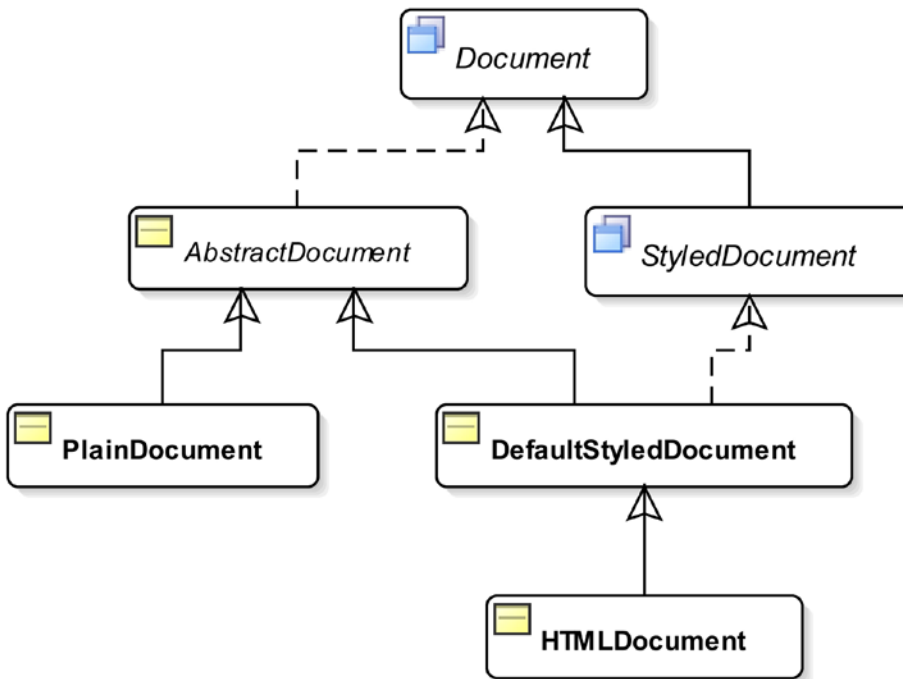 Document
AbstractDocument
StyledDocument
PlainDocument
DefaultStyledDocument
HTMLDocument